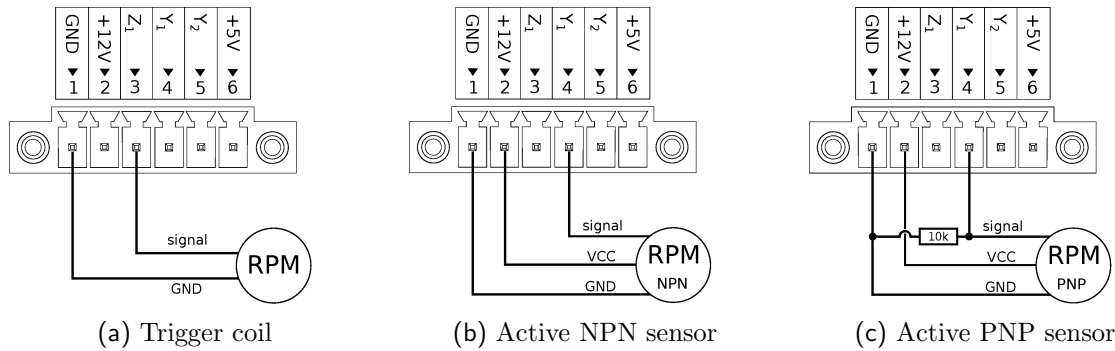 GND +12V Z1 Y1 Y2 +5V
1 2 3 4 5 6
signal
GND
RPM
(a) Trigger coil
GND +12V Z1 Y1 Y2 +5V
1 2 3 4 5 6
signal
VCC
GND
RPM
NPN
(b) Active NPN sensor
GND +12V Z1 Y1 Y2 +5V
1 2 3 4 5 6
10k
signal
VCC
GND
RPM
PNP
(c) Active PNP sensor